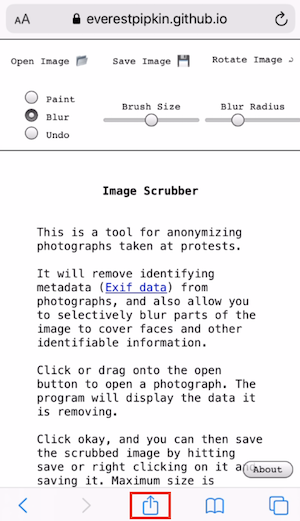 AA everestpipkin.github.io
Open Image Save Image Rotate Image
Paint
Blur
Undo
Brush Size Blur Radius
Image Scrubber
This is a tool for anonymizing
photographs taken at protests.
It will remove identifying
metadata (Exif data) from
photographs, and also allow you
to selectively blur parts of the
image to cover faces and other
identifiable information.
Click or drag onto the open
button to open a photograph. The
program will display the data it
is removing.
Click okay, and you can then save
the scrubbed image by hitting
save or right clicking on it
About
saving it. Maximum size is